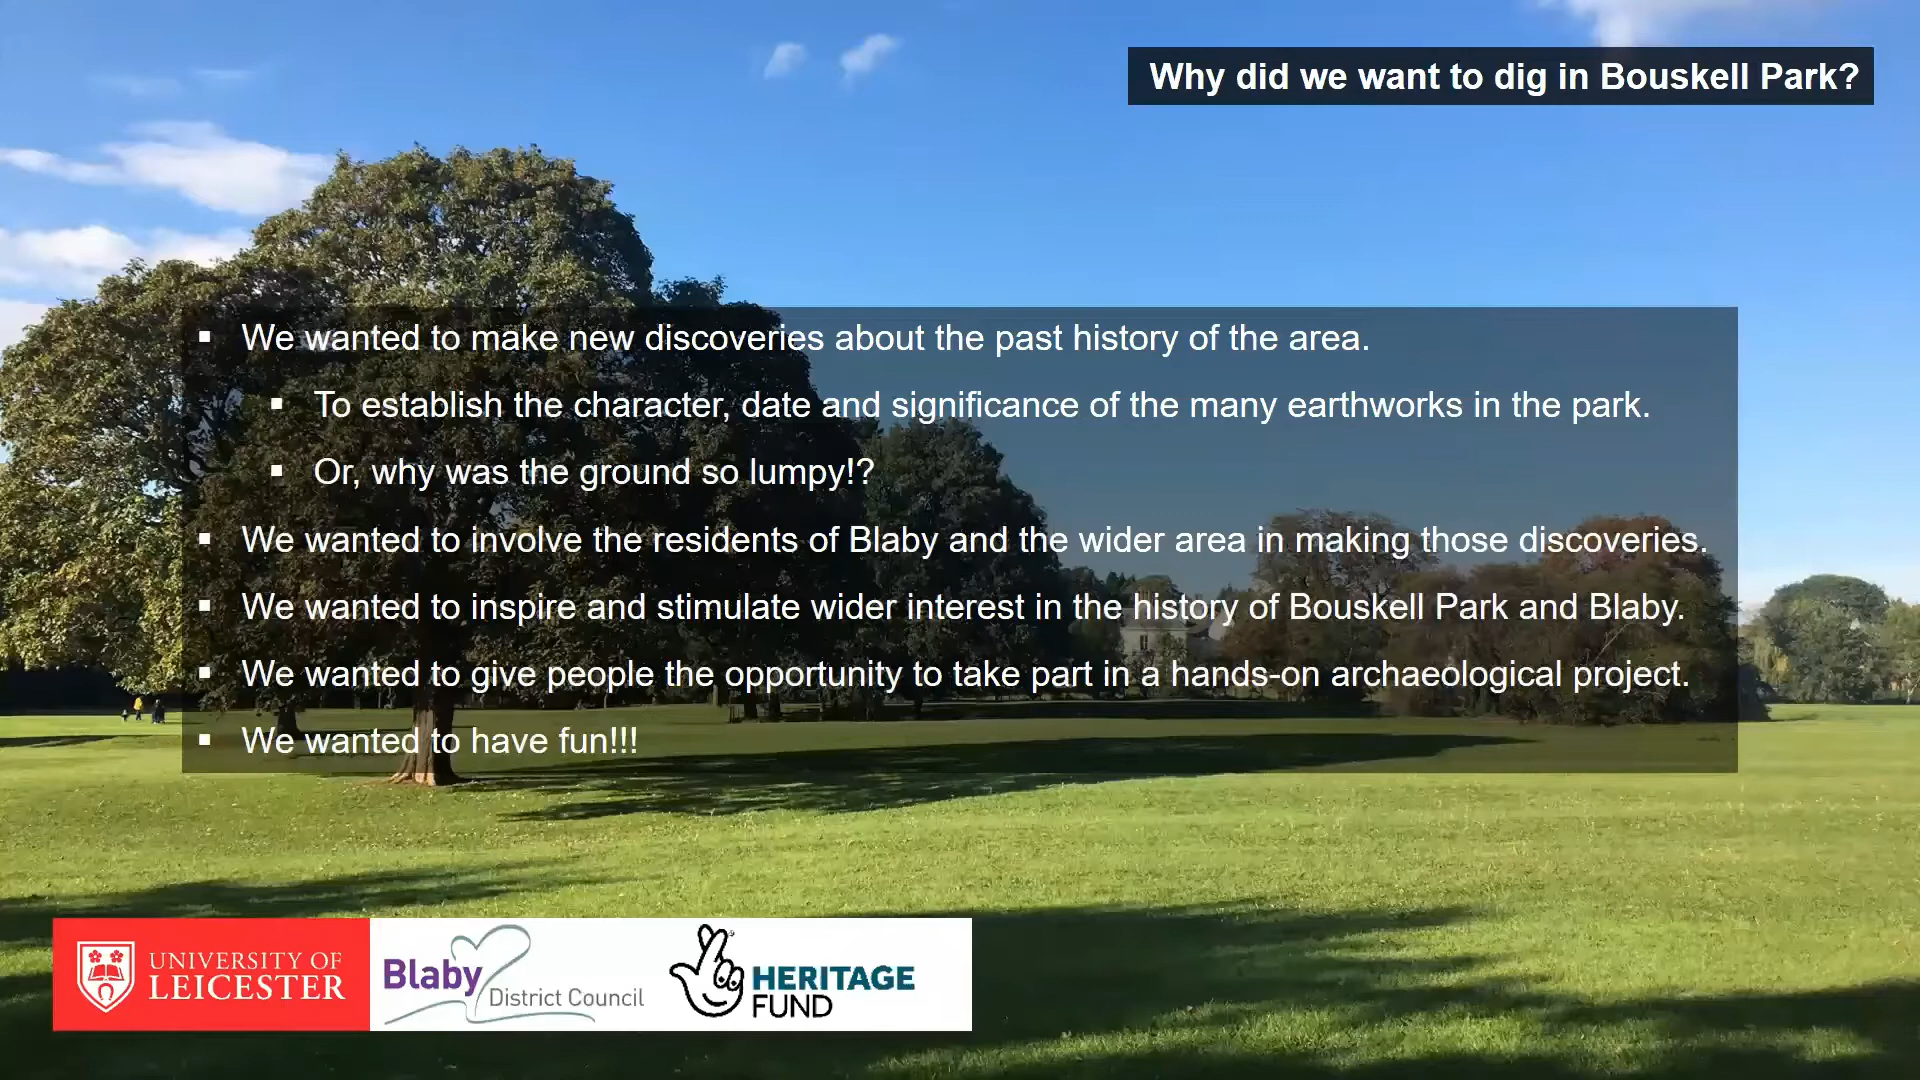 Why did we want to dig in Bouskell Park?
▪ We wanted to make new discoveries about the past history of the area.
▪ To establish the character, date and significance of the many earthworks in the park.
▪ Or, why was the ground so lumpy!?
▪ We wanted to involve the residents of Blaby and the wider area in making those discoveries.
▪ We wanted to inspire and stimulate wider interest in the history of Bouskell Park and Blaby.
▪ We wanted to give people the opportunity to take part in a hands-on archaeological project.
▪ We wanted to have fun!!!
UNIVERSITY OF
LEICESTER
Blaby
District Council
HERITAGE
FUND